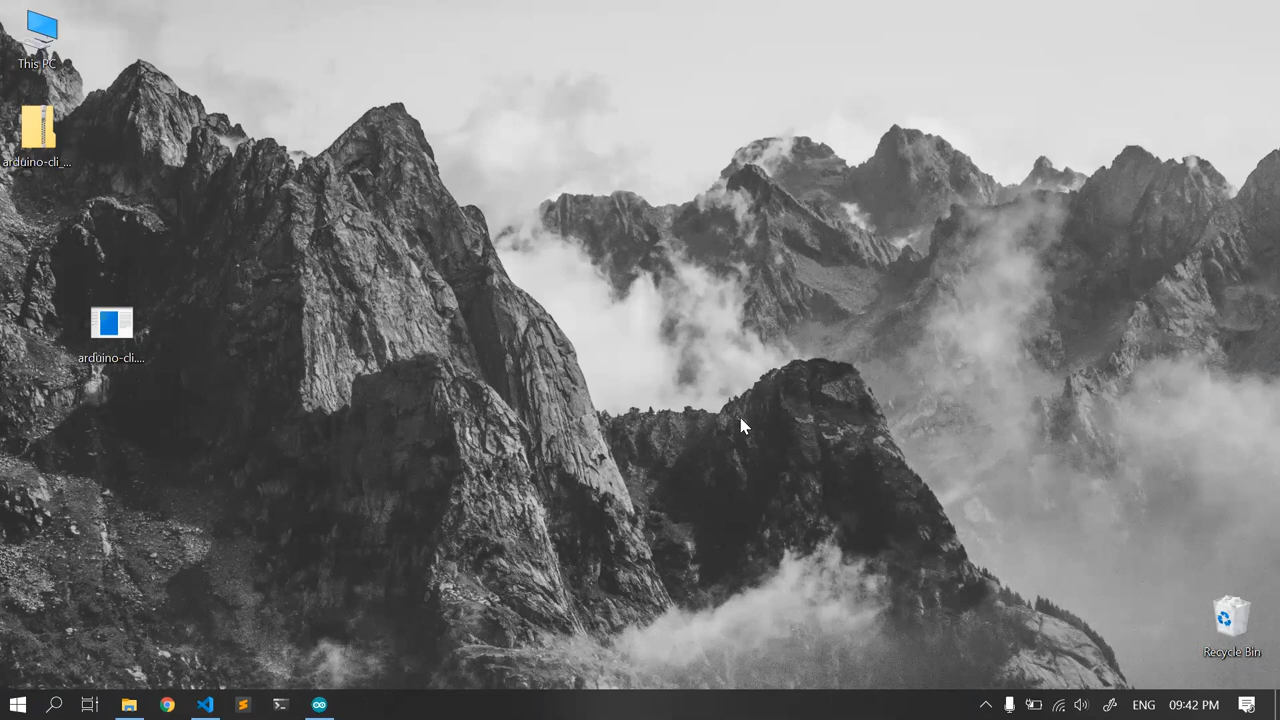 This PC
arduino-cli_...
arduino-cli....
Recycle Bin
ENG
09:42 PM